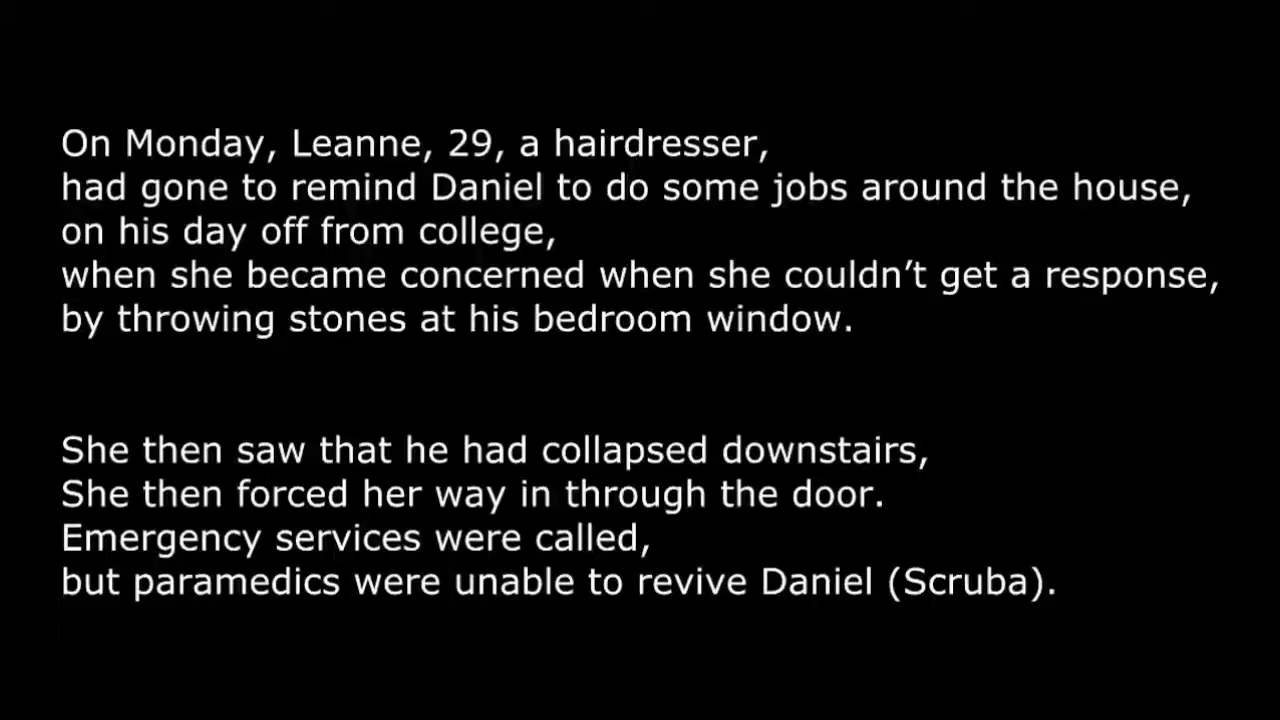 On Monday, Leanne, 29, a hairdresser,
had gone to remind Daniel to do some jobs around the house,
on his day off from college,
when she became concerned when she couldn’t get a response,
by throwing stones at his bedroom window.
She then saw that he had collapsed downstairs,
She then forced her way in through the door.
Emergency services were called,
but paramedics were unable to revive Daniel (Scruba).